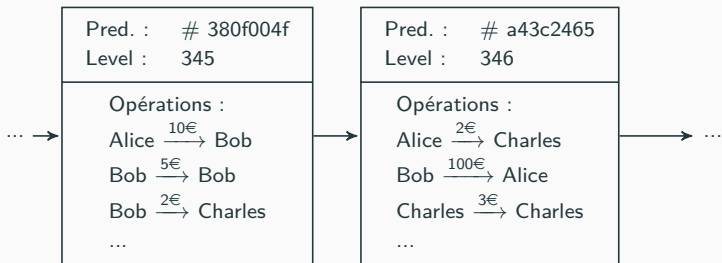 Pred. : # 380f004f
Level : 345
Opérations :
Alice 10€ Bob
Bob 5€ Bob
Bob 2€ Charles
...
Pred. : # a43c2465
Level : 346
Opérations :
Alice 2€ Charles
Bob 100€ Alice
Charles 3€ Charles
...
...
...